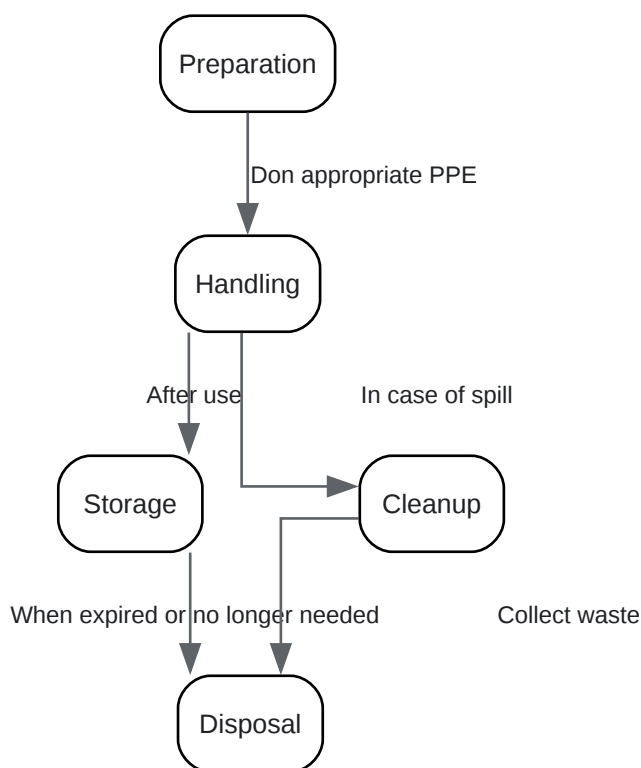 Preparation
Don appropriate PPE
Handling
After use
In case of spill
Storage
Cleanup
When expired or no longer needed
Collect waste
Disposal